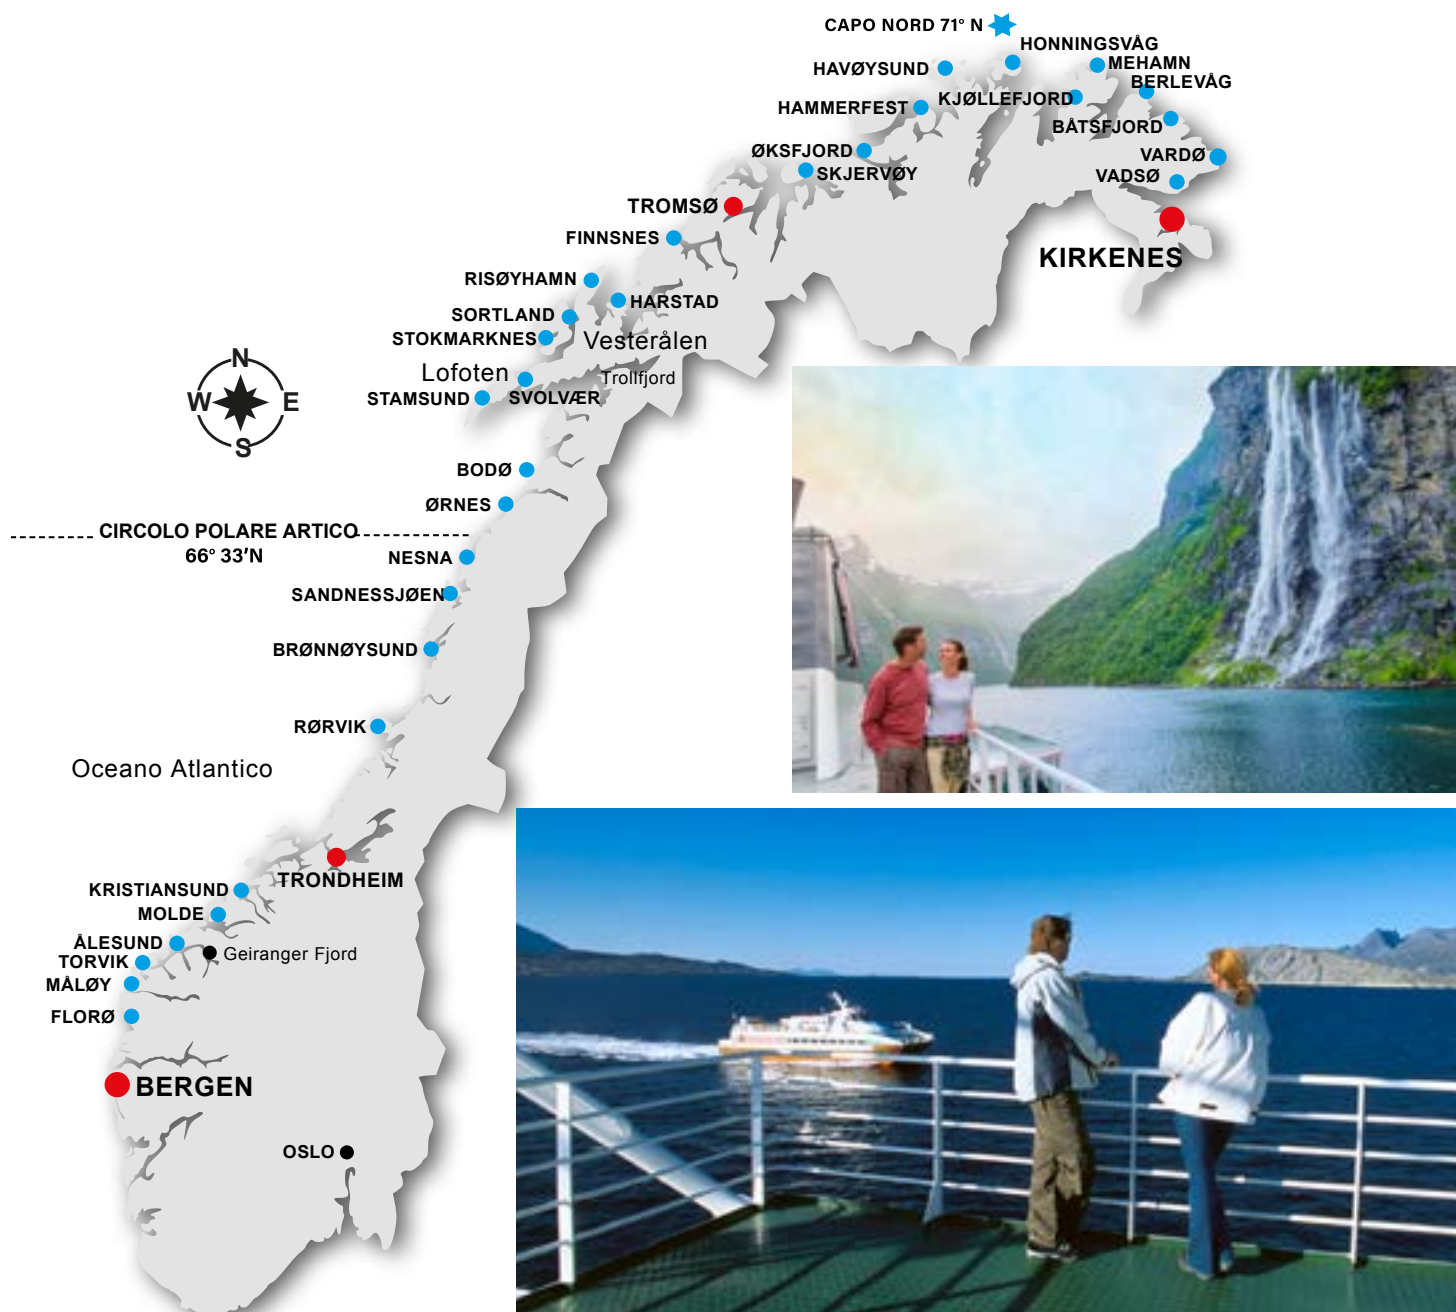 CAPO NORD 71° N
HONNINGSVÅG
HAVØYSUND
MEHAMN
BERLEVÅG
KJØLLEFJORD
HAMMERFEST
BÅTSFJORD
ØKSFJORD
VARDØ
SKJERVØY
VADSØ
TROMSØ
FINNSNES
KIRKENES
RISØYHAMN
HARSTAD
SORTLAND
STOKMARKNES
Vesterålen
Lofoten
Trollfjord
STAMSUND
SVOLVÆR
N
W
E
S
BODØ
ØRNES
CIRCOLO POLARE ARTICO
66° 33'N
NESNA
SANDNESSJØEN
BRØNNØYSUND
RØRVIK
Oceano Atlantico
TRONDHEIM
KRISTIANSUND
MOLDE
ÅLESUND
Geiranger Fjord
TORVIK
MÅLØY
FLORØ
BERGEN
OSLO